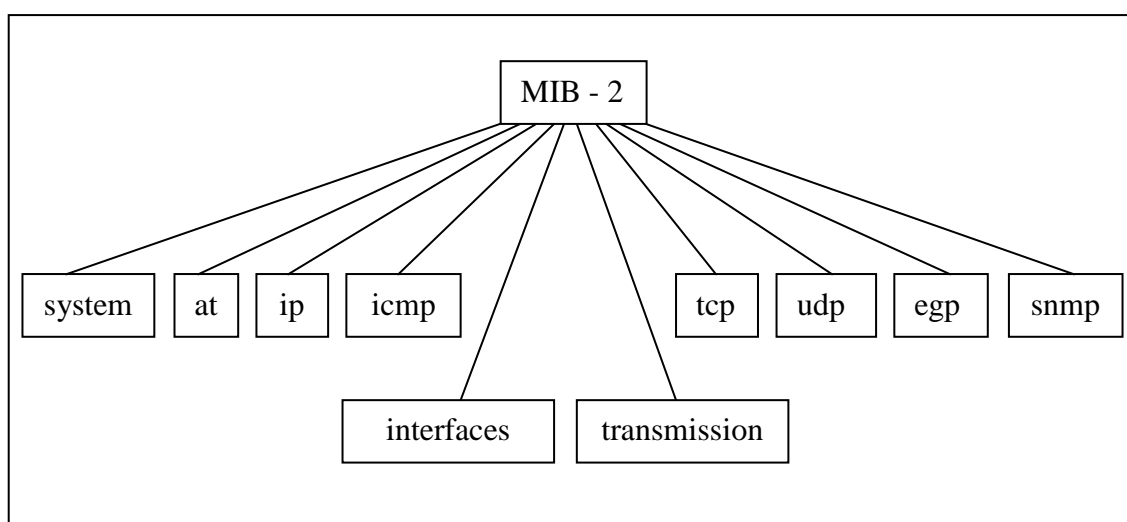 MIB - 2
system
at
ip
icmp
tcp
udp
egp
snmp
interfaces
transmission